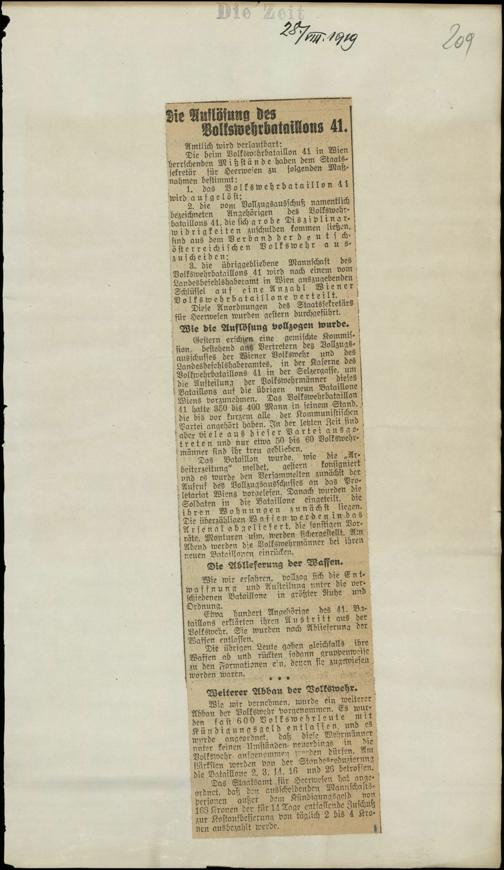 Die Zeit
28/VIII. 1919
209
Die Auflösung des
Volkswehrbataillons 41.
Amtlich wird verlautbart:
Die beim Volkswehrbataillon 41 in Wien
herrschenden Mißstände haben dem Staats-
sekretär für Heerwesen zu folgenden Maß-
nahmen bestimmt:
1. das Volkswehrbataillon 41
wird aufgelöst;
2. die vom Vollzugsausschuß namentlich
bezeichneten Angehörigen des Volkswehr-
bataillons 41, die sich grobe Disziplinar-
widrigkeiten zuschulden kommen ließen,
sind aus dem Verband der deutsch-
österreichischen Volkswehr aus-
zuscheiden;
3. die übriggebliebene Mannschaft des
Volkswehrbataillons 41 wird nach einem vom
Landesbefehlshaberamt in Wien auszugebenden
Schlüssel auf eine Anzahl Wiener
Volkswehrbataillone verteilt.
Diese Anordnungen des Staatssekretärs
für Heerwesen wurden gestern durchgeführt.
Wie die Auflösung vollzogen wurde.
Gestern erschien eine gemischte Kommis-
sion, bestehend aus Vertretern des Vollzugs-
ausschusses der Wiener Volkswehr und des
Landesbefehlshaberamtes, in der Kaserne des
Volkswehrbataillons 41 in der Selzergasse, um
die Aufteilung der Volkswehrmänner dieses
Bataillons auf die übrigen neun Bataillone
Wiens vorzunehmen. Das Volkswehrbataillon
41 hatte 350 bis 400 Mann in seinem Stand,
die bis vor kurzem alle der Kommunistischen
Partei angehört haben. In der letzten Zeit sind
aber viele aus dieser Partei ausge-
treten und nur etwa 50 bis 60 Volkswehr-
männer sind ihr treu geblieben.
Das Bataillon wurde, wie die „Ar-
beiterzeitung“ meldet, gestern konsigniert
und es wurde den Versammelten zunächst der
Aufruf des Vollzugsausschusses an das Pro-
letariat Wiens vorgelesen. Danach wurden die
Soldaten in die Bataillone eingeteilt, die
ihren Wohnungen zunächst liegen.
Die überzähligen Waffen werden in das
Arsenal abgeliefert, die sonstigen Vor-
räte, Monturen usw. werden sichergestellt. Am
Abend werden die Volkswehrmänner bei ihren
neuen Bataillonen einrücken.
Die Ablieferung der Waffen.
Wie wir erfahren, vollzog sich die Ent-
waffnung und Aufteilung unter die ver-
schiedenen Bataillone in größter Ruhe und
Ordnung.
Etwa hundert Angehörige des 41. Ba-
taillons erklärten ihren Austritt aus der
Volkswehr. Sie wurden nach Ablieferung der
Waffen entlassen.
Die übrigen Leute gaben gleichfalls ihre
Waffen ab und rückten sodann gruppenweise
zu den Formationen ein, denen sie zugewiesen
worden waren.
* * *
Weiterer Abbau der Volkswehr.
Wie wir vernehmen, wurde ein weiterer
Abbau der Volkswehr vorgenommen. Es wur-
den fast 600 Volkswehrleute mit
Kündigungsgeld entlassen und es
wurde angeordnet, daß diese Wehrmänner
unter keinen Umständen neuerdings in die
Volkswehr aufgenommen werden dürfen. Am
stärksten werden von der Standesreduzierung
die Bataillone 2, 3, 14, 16 und 26 betroffen.
Das Staatsamt für Heerwesen hat ange-
ordnet, daß den ausscheidenden Mannschafts-
personen außer dem Kündigungsgeld von
168 Kronen der für 14 Tage entfallende Zuschuß
zur Kostaufbesserung von täglich 2 bis 4 Kro-
nen ausbezahlt werde.